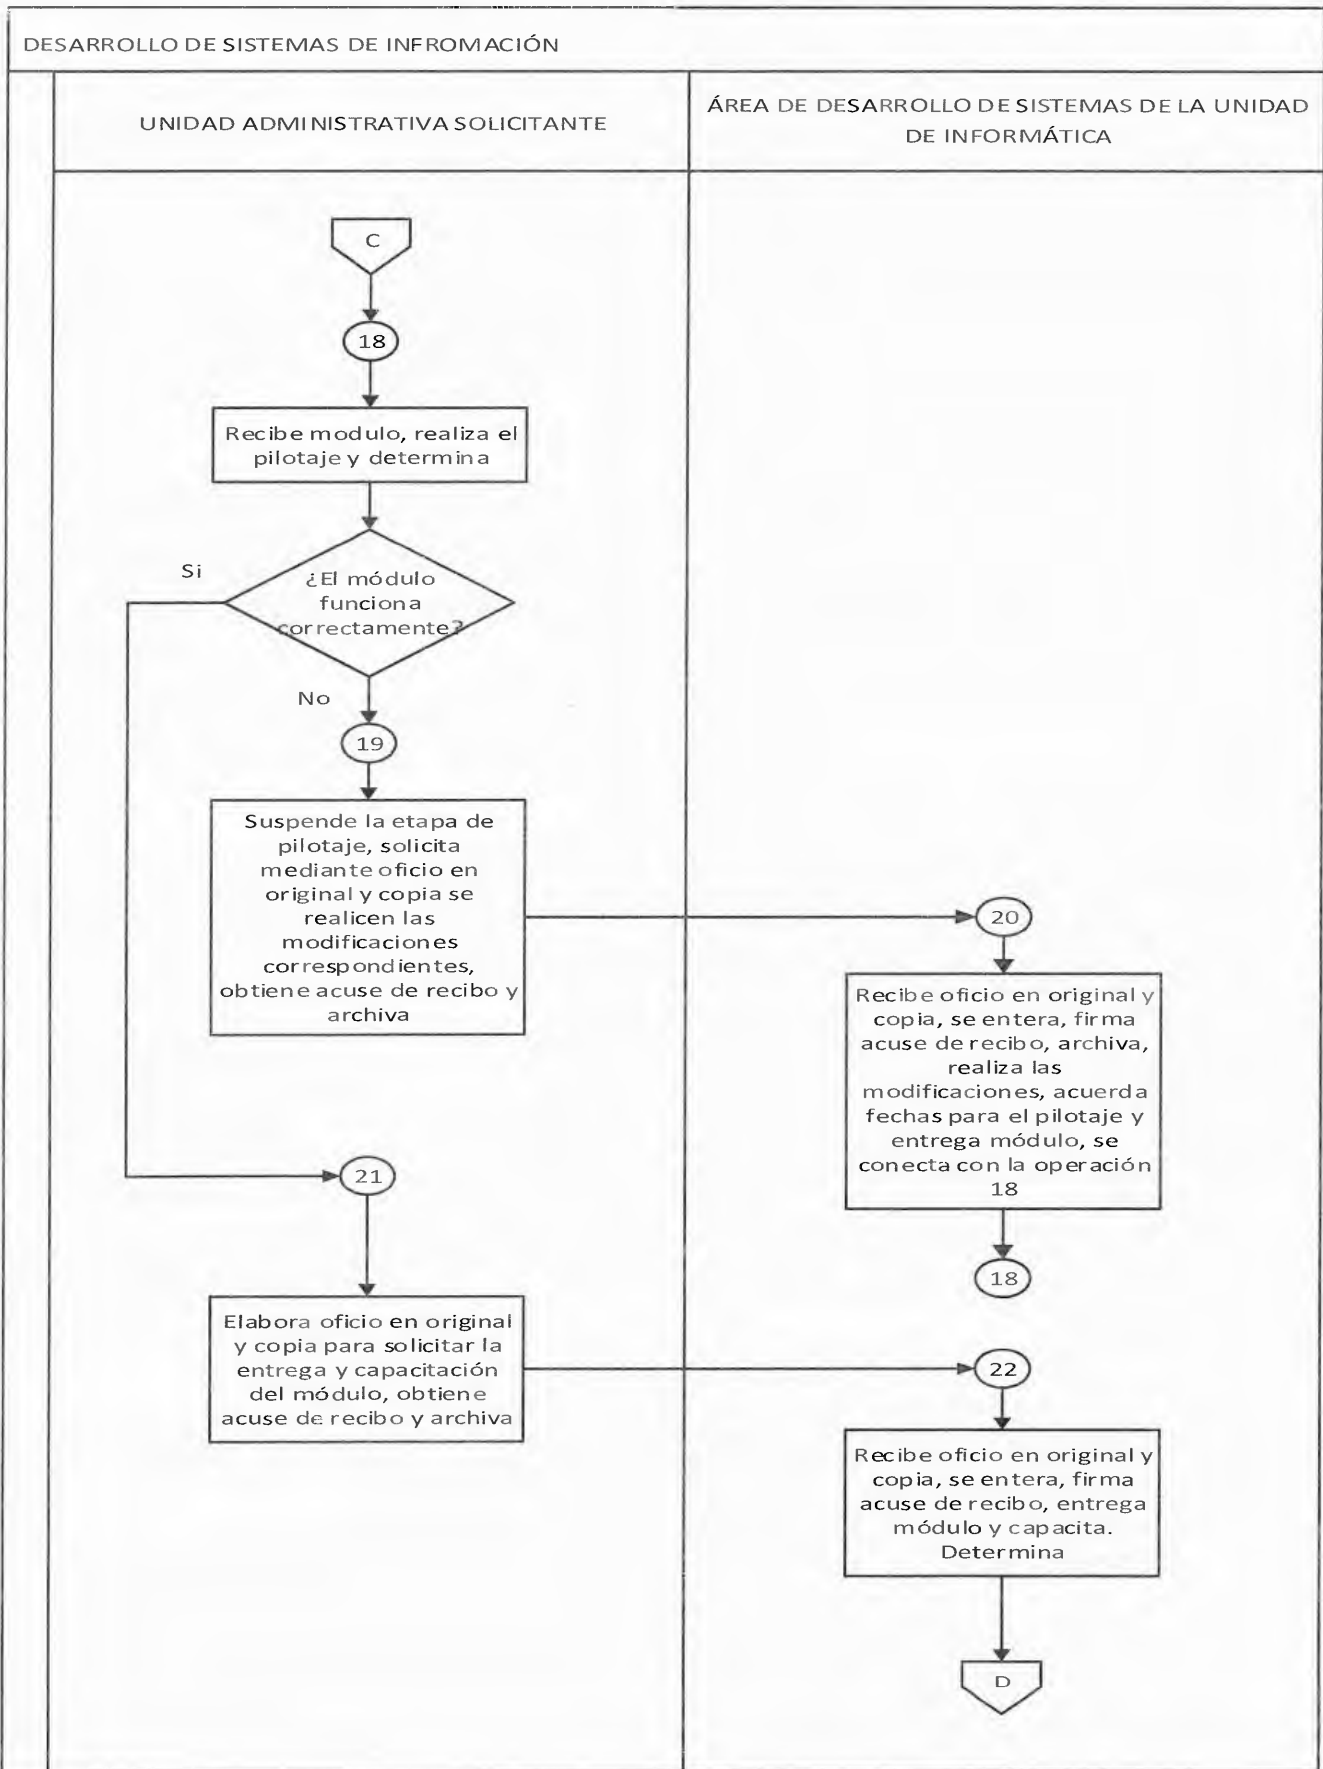 DESARROLLO DE SISTEMAS DE INFROMACIÓN
UNIDAD ADMINISTRATIVA SOLICITANTE
ÁREA DE DESARROLLO DE SISTEMAS DE LA UNIDAD
DE INFORMÁTICA
C
18
Recibe modulo, realiza el
pilotaje y determina
Si
¿El módulo
funciona
correctamente?
No
19
Suspende la etapa de
pilotaje, solicita
mediante oficio en
original y copia se
realicen las
modificaciones
correspondientes,
obtiene acuse de recibo y
archiva
20
Recibe oficio en original y
copia, se entera, firma
acuse de recibo, archiva,
realiza las
modificaciones, acuerda
fechas para el pilotaje y
entrega módulo, se
conecta con la operación
18
18
21
Elabora oficio en original
y copia para solicitar la
entrega y capacitación
del módulo, obtiene
acuse de recibo y archiva
22
Recibe oficio en original y
copia, se entera, firma
acuse de recibo, entrega
módulo y capacita.
Determina
D